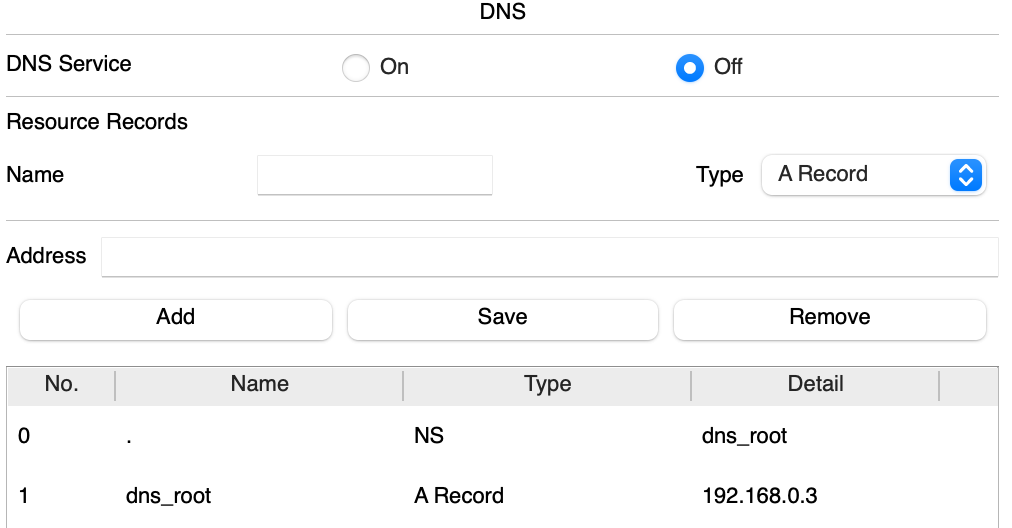 DNS
DNS Service On Off
Resource Records
Name Type A Record
Address
Add Save Remove
No. Name Type Detail
0 . NS dns_root
1 dns_root A Record 192.168.0.3